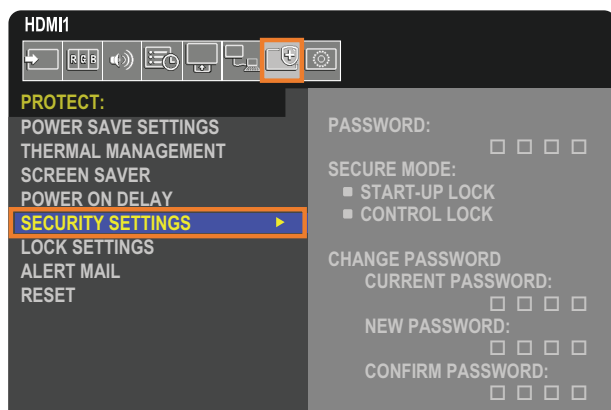 HDMI1
RGB
PROTECT:
POWER SAVE SETTINGS
THERMAL MANAGEMENT
SCREEN SAVER
POWER ON DELAY
SECURITY SETTINGS
LOCK SETTINGS
ALERT MAIL
RESET
PASSWORD:
SECURE MODE:
START-UP LOCK
CONTROL LOCK
CHANGE PASSWORD
CURRENT PASSWORD:
NEW PASSWORD:
CONFIRM PASSWORD: